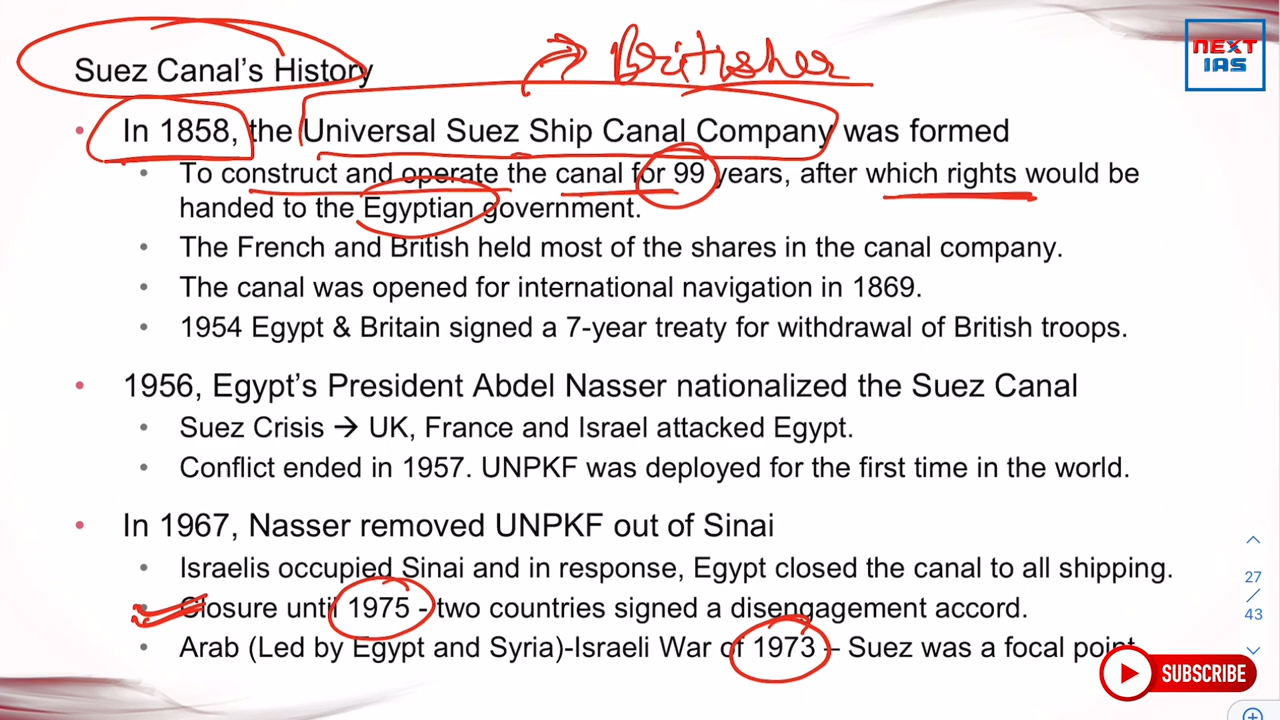 NEXT
IAS
Britisher
Suez Canal's History
• In 1858, the Universal Suez Ship Canal Company was formed
• To construct and operate the canal for 99 years, after which rights would be
handed to the Egyptian government.
• The French and British held most of the shares in the canal company.
• The canal was opened for international navigation in 1869.
• 1954 Egypt & Britain signed a 7-year treaty for withdrawal of British troops.
• 1956, Egypt's President Abdel Nasser nationalized the Suez Canal
• Suez Crisis → UK, France and Israel attacked Egypt.
• Conflict ended in 1957. UNPKF was deployed for the first time in the world.
• In 1967, Nasser removed UNPKF out of Sinai
• Israelis occupied Sinai and in response, Egypt closed the canal to all shipping.
• Closure until 1975 - two countries signed a disengagement accord.
• Arab (Led by Egypt and Syria)-Israeli War of 1973 – Suez was a focal point
27
/
43
SUBSCRIBE